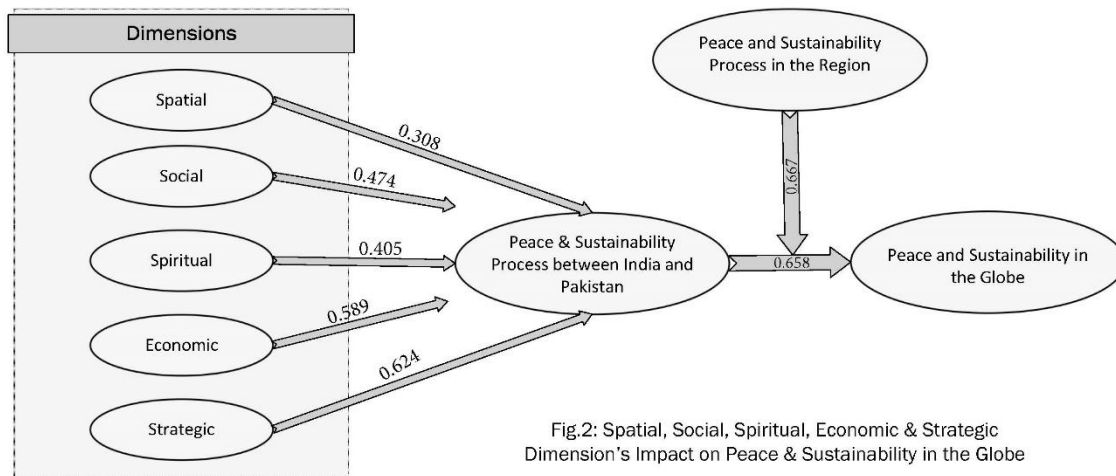 Dimensions
Spatial
Social
Spiritual
Economic
Strategic
0.308
0.474
0.405
0.589
0.624
Peace & Sustainability
Process between India and
Pakistan
Peace and Sustainability
Process in the Region
0.667
0.658
Peace and Sustainability in
the Globe
Fig.2: Spatial, Social, Spiritual, Economic & Strategic
Dimension's Impact on Peace & Sustainability in the Globe